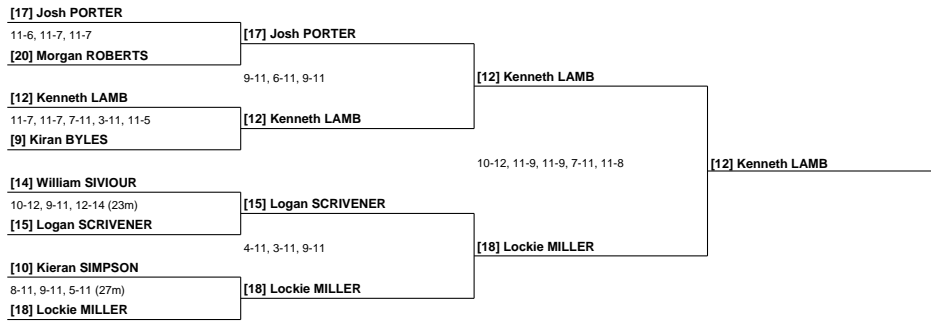 [17] Josh PORTER
11-6, 11-7, 11-7
[17] Josh PORTER
[20] Morgan ROBERTS
9-11, 6-11, 9-11
[12] Kenneth LAMB
[12] Kenneth LAMB
11-7, 11-7, 7-11, 3-11, 11-5
[12] Kenneth LAMB
[9] Kiran BYLES
10-12, 11-9, 11-9, 7-11, 11-8
[12] Kenneth LAMB
[14] William SIVIOUR
10-12, 9-11, 12-14 (23m)
[15] Logan SCRIVENER
[15] Logan SCRIVENER
4-11, 3-11, 9-11
[18] Lockie MILLER
[10] Kieran SIMPSON
8-11, 9-11, 5-11 (27m)
[18] Lockie MILLER
[18] Lockie MILLER